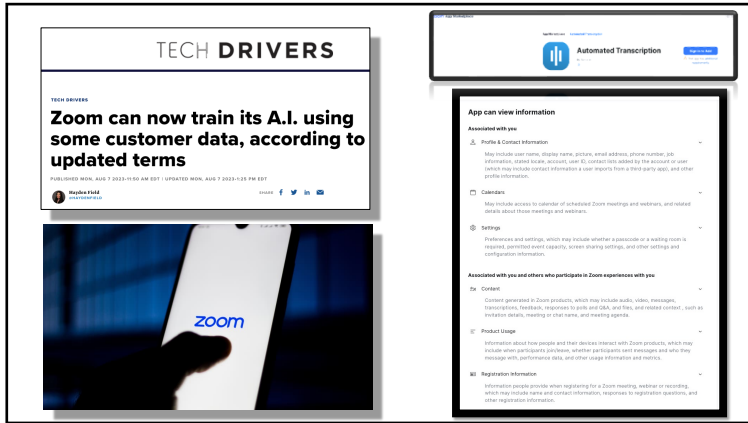 TECH DRIVERS
TECH DRIVERS
Zoom can now train its A.I. using
some customer data, according to
updated terms
PUBLISHED MON, AUG 7 2023•11:50 AM EDT | UPDATED MON, AUG 7 2023•1:25 PM EDT
Hayden Field
@HAYDENFIELD
SHARE
zoom
Automated Transcription
App can view information
Associated with you
Profile & Contact Information
May include user name, display name, picture, email address, phone number, job
information, stated locale, account, user ID, contact lists added by the account or user
(which may include contact information a user imports from a third-party app), and other
profile information.
Calendars
May include access to calendar of scheduled Zoom meetings and webinars, and related
details about those meetings and webinars.
Settings
Preferences and settings, which may include whether a passcode or a waiting room is
required, permitted event capacity, screen sharing settings, and other settings and
configuration information.
Associated with you and others who participate in Zoom experiences with you
Content
Content generated in Zoom products, which may include audio, video, messages,
transcriptions, feedback, responses to polls and Q&A, and files, and related context, such as
invitation details, meeting or chat name, and meeting agenda.
Product Usage
Information about how people and their devices interact with Zoom products, which may
include when participants join/leave, whether participants sent messages and who they
message with, performance data, and other usage information and metrics.
Registration Information
Information people provide when registering for a Zoom meeting, webinar or recording,
which may include name and contact information, responses to registration questions, and
other registration information.